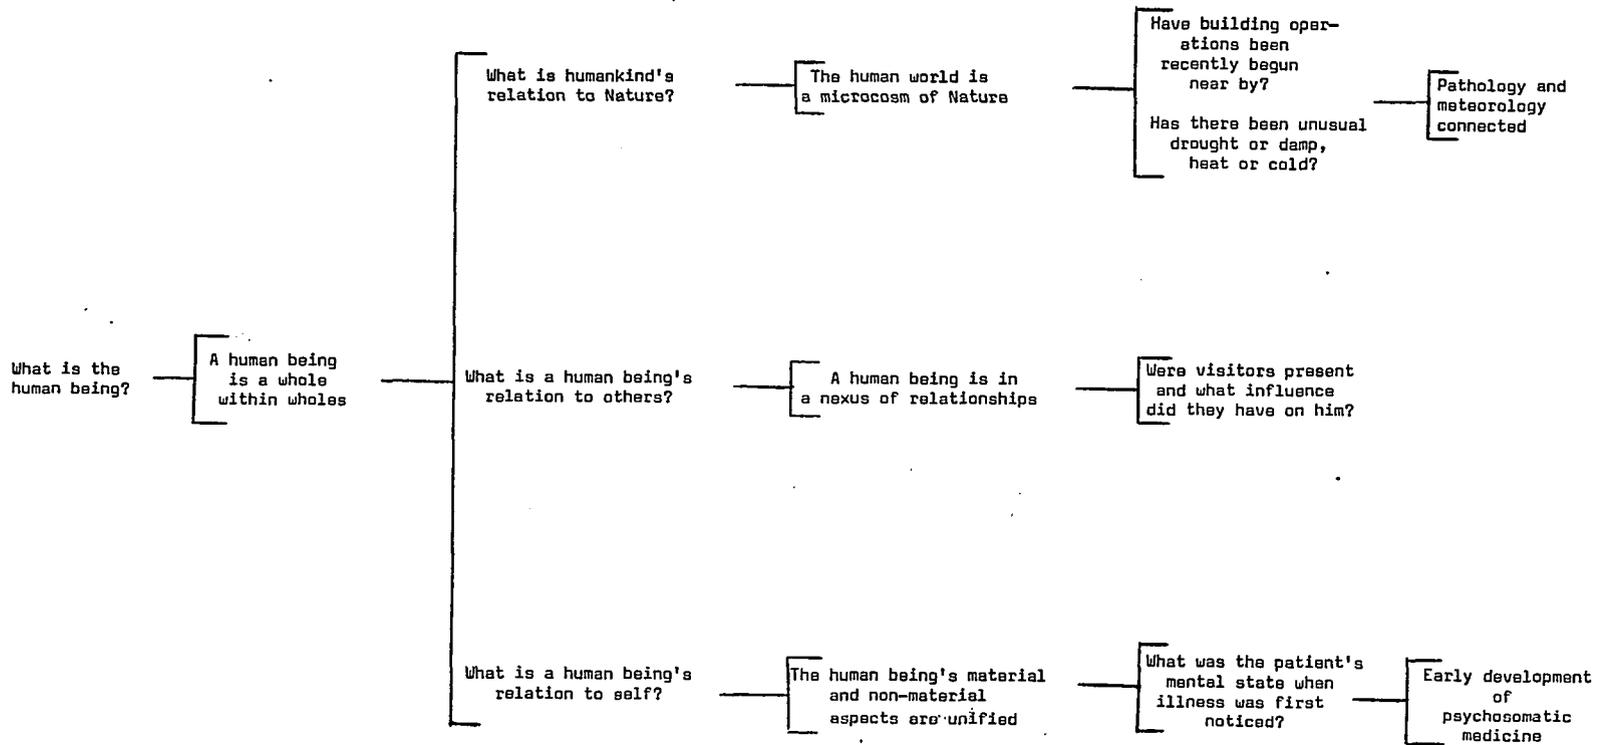 What is the
human being?
A human being
is a whole
within wholes
What is humankind's
relation to Nature?
The human world is
a microcosm of Nature
Have building oper-
ations been
recently begun
near by?
Has there been unusual
drought or damp,
heat or cold?
Pathology and
meteorology
connected
What is a human being's
relation to others?
A human being is in
a nexus of relationships
Were visitors present
and what influence
did they have on him?
What is a human being's
relation to self?
The human being's material
and non-material
aspects are unified
What was the patient's
mental state when
illness was first
noticed?
Early development
of
psychosomatic
medicine